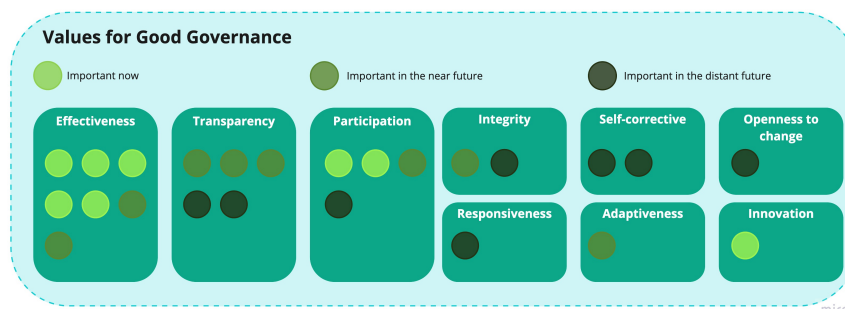 Values for Good Governance
Important now
Important in the near future
Important in the distant future
Effectiveness
Transparency
Participation
Integrity
Self-corrective
Openness to
change
Responsiveness
Adaptiveness
Innovation